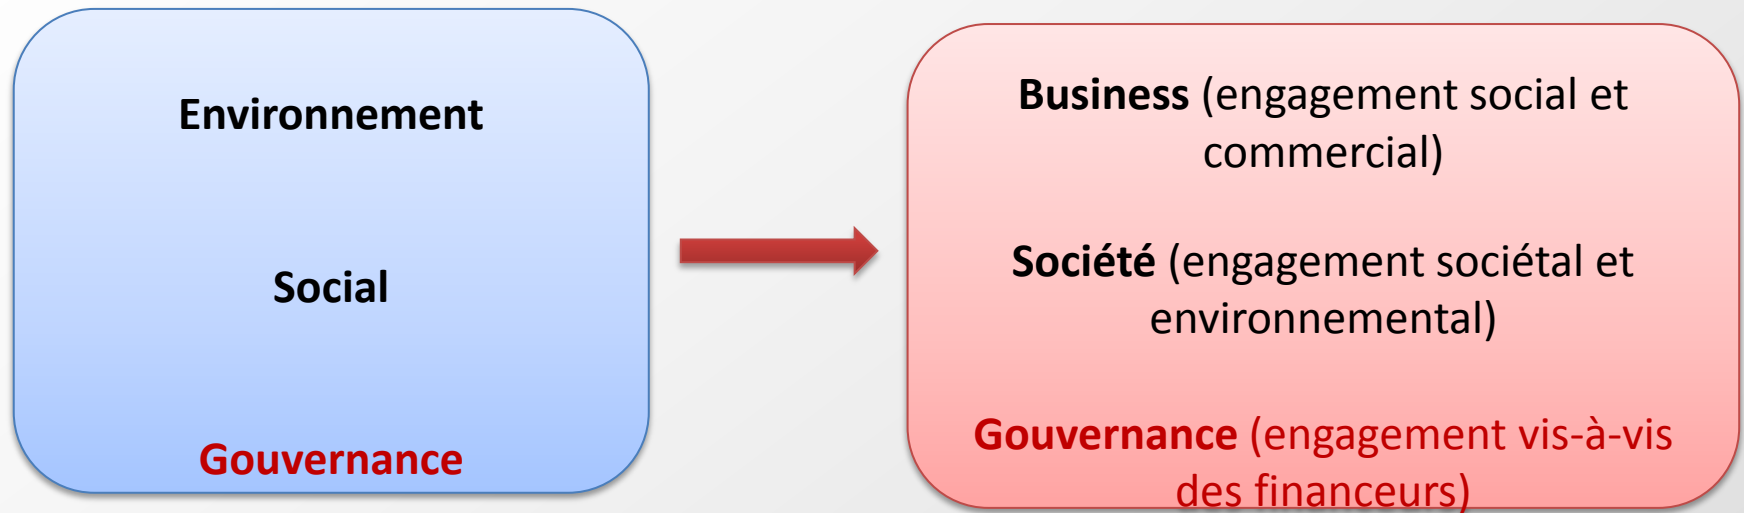 Environnement
Social
Gouvernance
Business (engagement social et
commercial)
Société (engagement sociétal et
environnemental)
Gouvernance (engagement vis-à-vis
des financeurs)